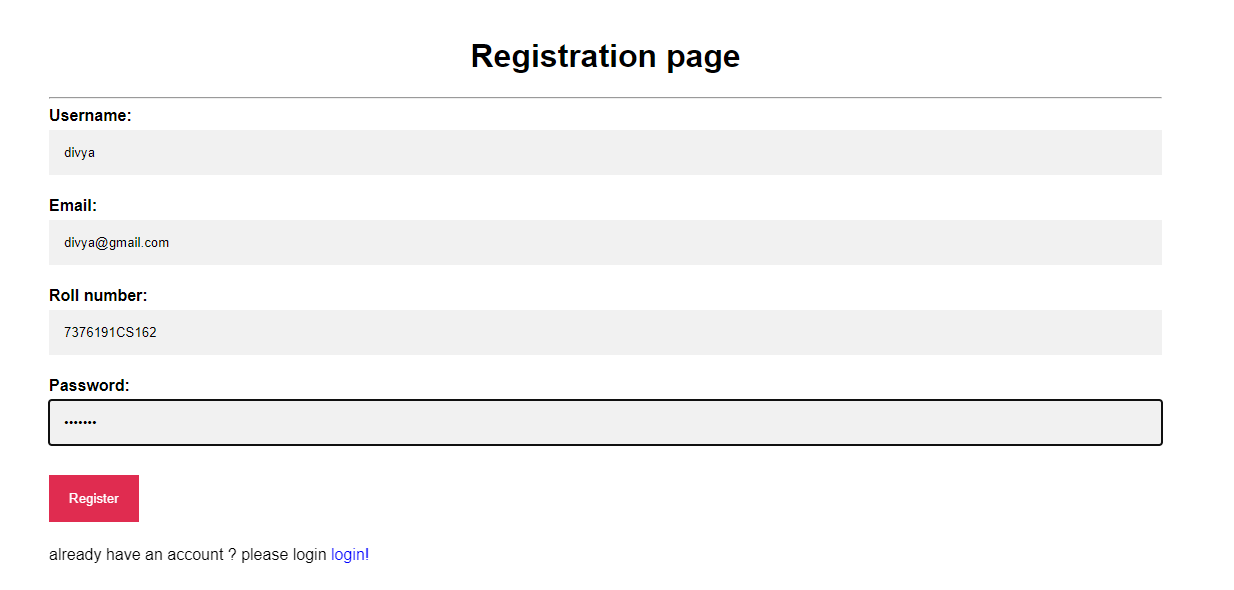 Registration page
Username:
divya
Email:
divya@gmail.com
Roll number:
7376191CS162
Password:
•••••••
Register
already have an account ? please login login!